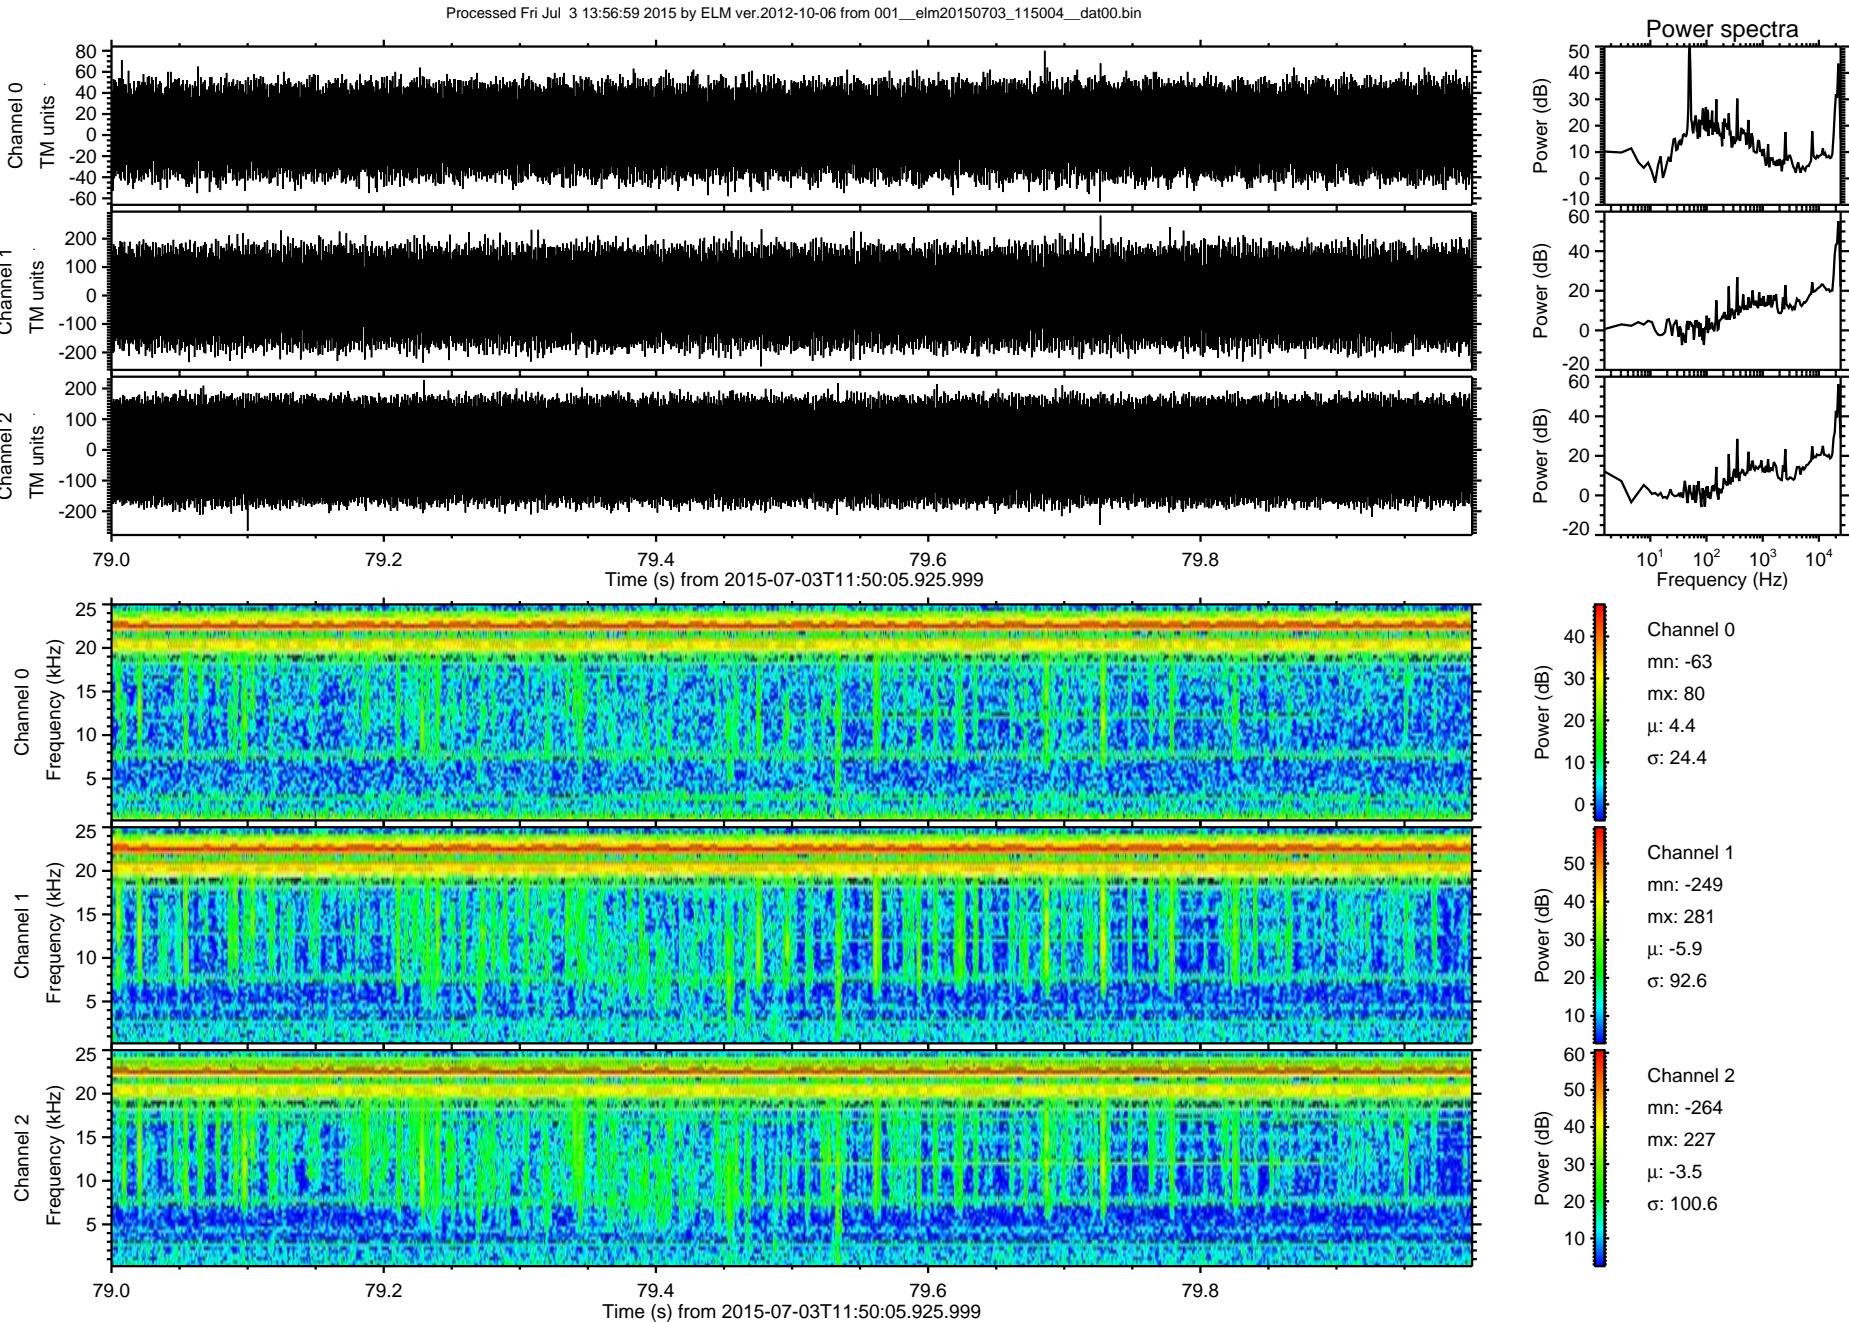 Processed Fri Jul  3 13:56:59 2015 by ELM ver.2012-10-06 from 001__elm20150703_115004__dat00.bin
Power spectra
Channel 0
TM units
80
60
40
20
0
-20
-40
-60
Power (dB)
50
40
30
20
10
0
-10
Channel 1
TM units
200
100
0
-100
-200
Power (dB)
60
40
20
0
-20
Channel 2
TM units
200
100
0
-100
-200
Power (dB)
60
40
20
0
-20
79.0 79.2 79.4 79.6 79.8
Time (s) from 2015-07-03T11:50:05.925.999
10¹ 10² 10³ 10⁴
Frequency (Hz)
Channel 0
Frequency (kHz)
25
20
15
10
5
Power (dB)
40
30
20
10
0
Channel 0
mn: -63
mx: 80
μ: 4.4
σ: 24.4
Channel 1
Frequency (kHz)
25
20
15
10
5
Power (dB)
50
40
30
20
10
Channel 1
mn: -249
mx: 281
μ: -5.9
σ: 92.6
Channel 2
Frequency (kHz)
25
20
15
10
5
Power (dB)
60
50
40
30
20
10
Channel 2
mn: -264
mx: 227
μ: -3.5
σ: 100.6
79.0 79.2 79.4 79.6 79.8
Time (s) from 2015-07-03T11:50:05.925.999